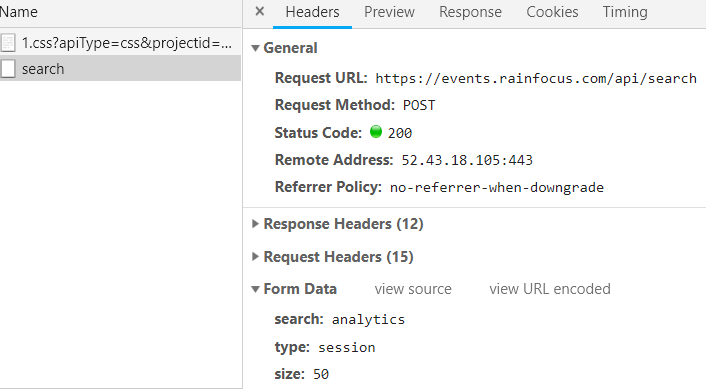 Name
1.css?apiType=css&projectid=...
search
× Headers Preview Response Cookies Timing
General
Request URL: https://events.rainfocus.com/api/search
Request Method: POST
Status Code: 200
Remote Address: 52.43.18.105:443
Referrer Policy: no-referrer-when-downgrade
Response Headers (12)
Request Headers (15)
Form Data view source view URL encoded
search: analytics
type: session
size: 50